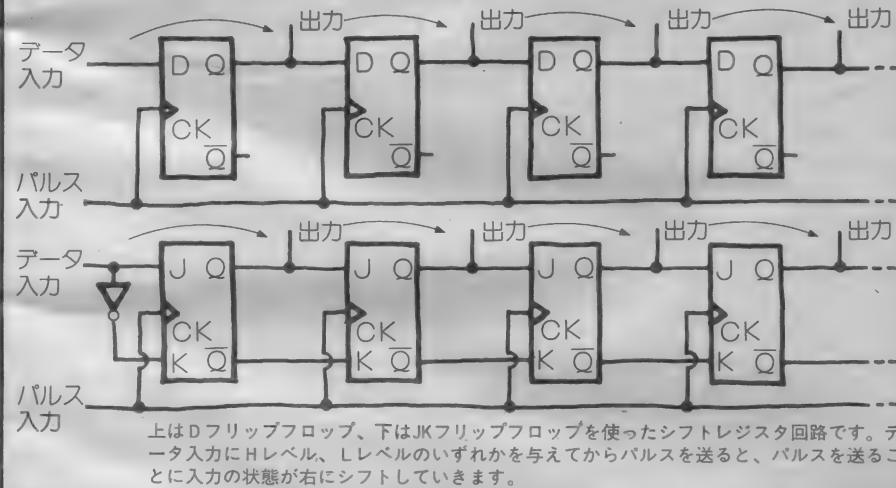 出力 出力 出力 出力
データ
入力
D Q D Q D Q D Q
CK CK CK CK
Q Q Q Q
パルス
入力
出力 出力 出力 出力
データ
入力
J Q J Q J Q J Q
CK CK CK CK
K Q K Q K Q K Q
パルス
入力
上はDフリップフロップ、下はJKフリップフロップを使ったシフトレジスタ回路です。デ
ータ入力にHレベル、Lレベルのいずれかを与えてからパルスを送ると、パルスを送るご
とに入力の状態が右にシフトしていきます。